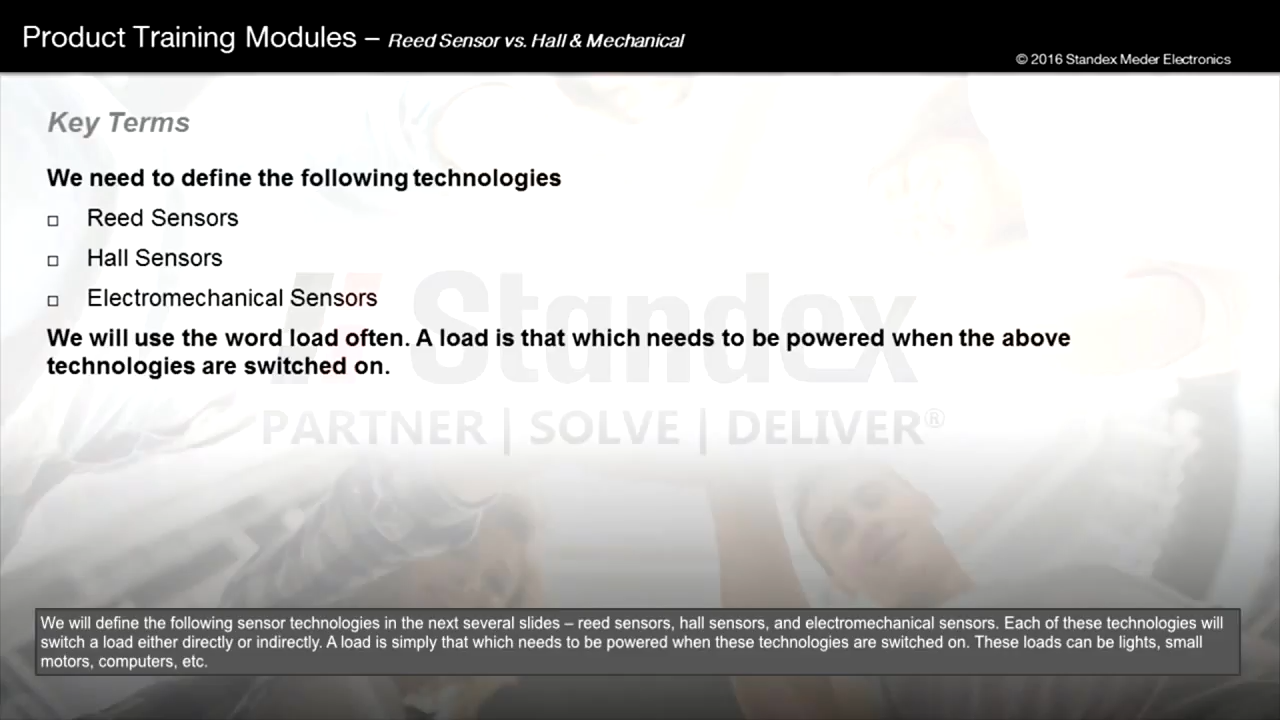 Product Training Modules – Reed Sensor vs. Hall & Mechanical
© 2016 Standex Meder Electronics
Key Terms
We need to define the following technologies
Reed Sensors
Hall Sensors
Electromechanical Sensors
We will use the word load often. A load is that which needs to be powered when the above
technologies are switched on.
Standex
PARTNER | SOLVE | DELIVER®
We will define the following sensor technologies in the next several slides – reed sensors, hall sensors, and electromechanical sensors. Each of these technologies will
switch a load either directly or indirectly. A load is simply that which needs to be powered when these technologies are switched on. These loads can be lights, small
motors, computers, etc.